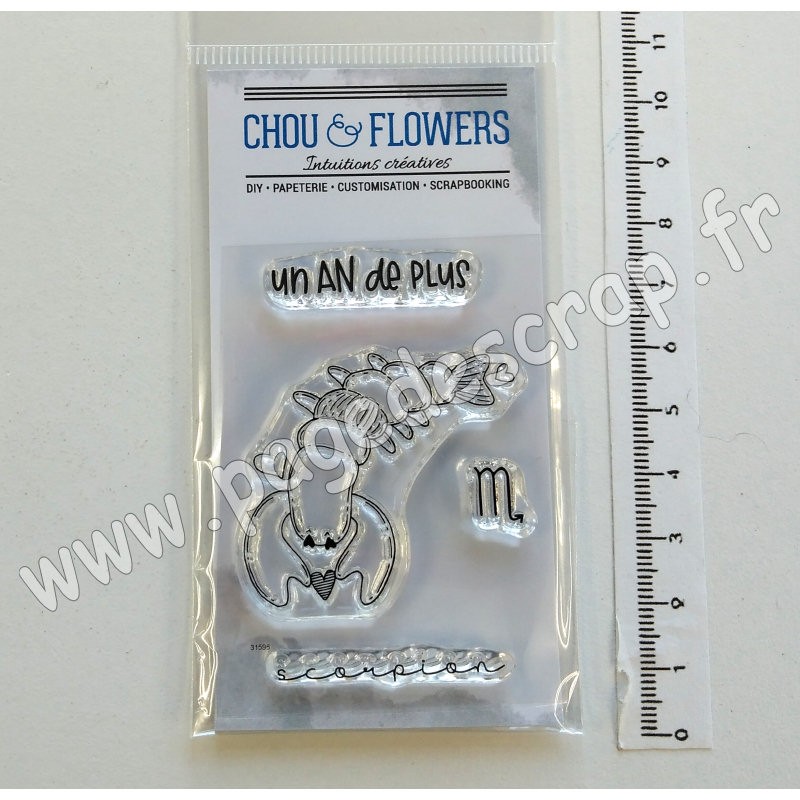 CHOU & FLOWERS
Intuitions créatives
DIY • PAPETERIE • CUSTOMISATION • SCRAPBOOKING
un AN de PLUS
31596
scorpion
www.pagedescrap.fr
11
10
9
8
7
6
5
4
3
2
1
0